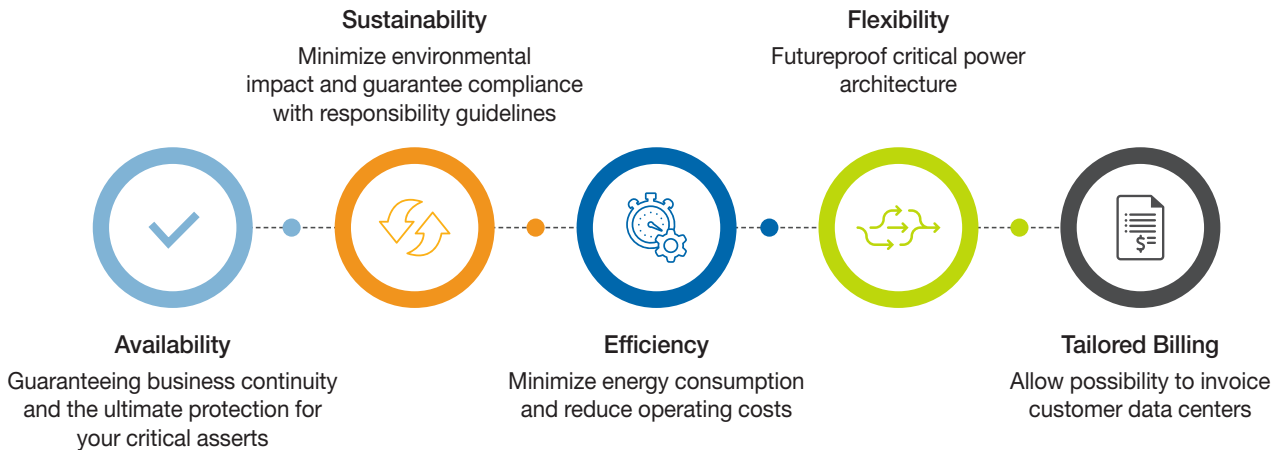 Sustainability
Minimize environmental
impact and guarantee compliance
with responsibility guidelines
Flexibility
Futureproof critical power
architecture
$
Availability
Guaranteeing business continuity
and the ultimate protection for
your critical asserts
Efficiency
Minimize energy consumption
and reduce operating costs
Tailored Billing
Allow possibility to invoice
customer data centers